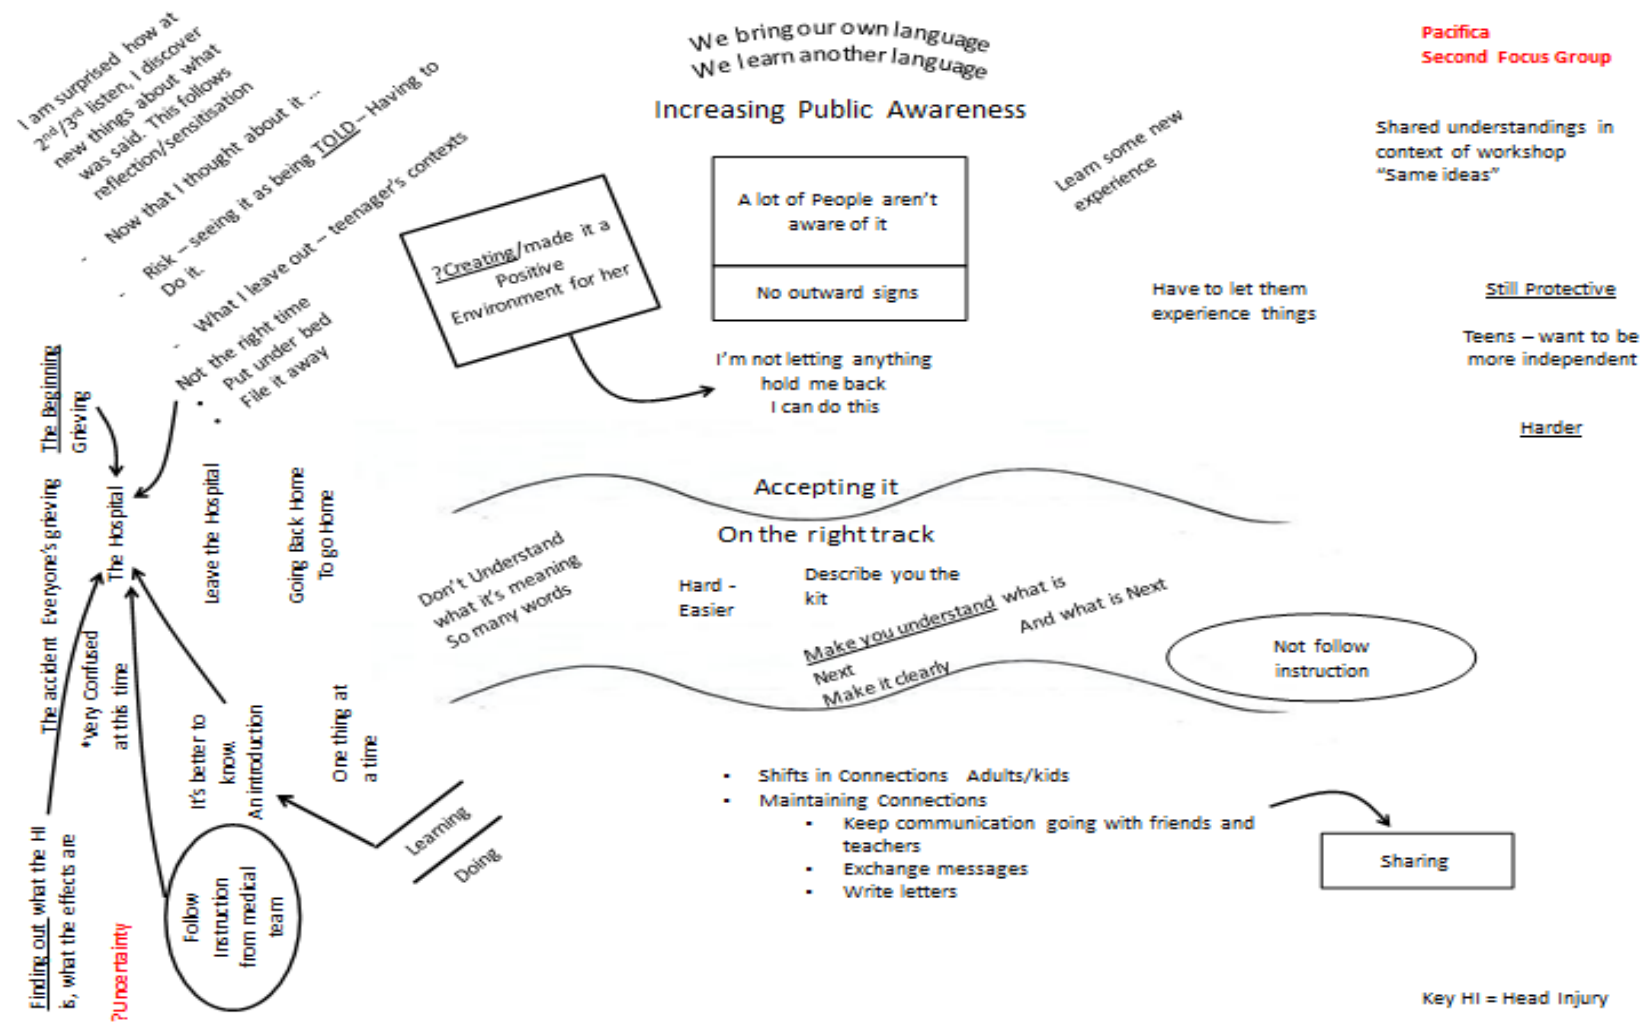 I am surprised how at
2nd/3rd listen, I discover
new things about what
was said. This follows
reflection/sensitisation
- Now that I thought about it ...
- Risk – seeing it as being TOLD – Having to
Do it.
- What I leave out – teenager's contexts
Not the right time
• Put under bed
• File it away
We bring our own language
We learn another language
Increasing Public Awareness
Pacifica
Second Focus Group
A lot of People aren't
aware of it
No outward signs
?Creating/made it a
Positive
Environment for her
I'm not letting anything
hold me back
I can do this
Learn some new
experience
Shared understandings in
context of workshop
"Same ideas"
Have to let them
experience things
Still Protective
Teens – want to be
more independent
Harder
The Beginning
Grieving
The accident Everyone's grieving
The Hospital
*Very Confused
at this time
Leave the Hospital
Going Back Home
To go Home
Accepting it
On the right track
Don't Understand
what it's meaning
So many words
Hard -
Easier
Describe you the
kit
Make you understand what is
Next
Make it clearly
And what is Next
Not follow
instruction
It's better to
know.
An introduction
One thing at
a time
Learning
Doing
Finding out what the HI
is, what the effects are
?Uncertainty
Follow
Instruction
from medical
team
▪ Shifts in Connections Adults/kids
▪ Maintaining Connections
▪ Keep communication going with friends and
teachers
▪ Exchange messages
▪ Write letters
Sharing
Key HI = Head Injury